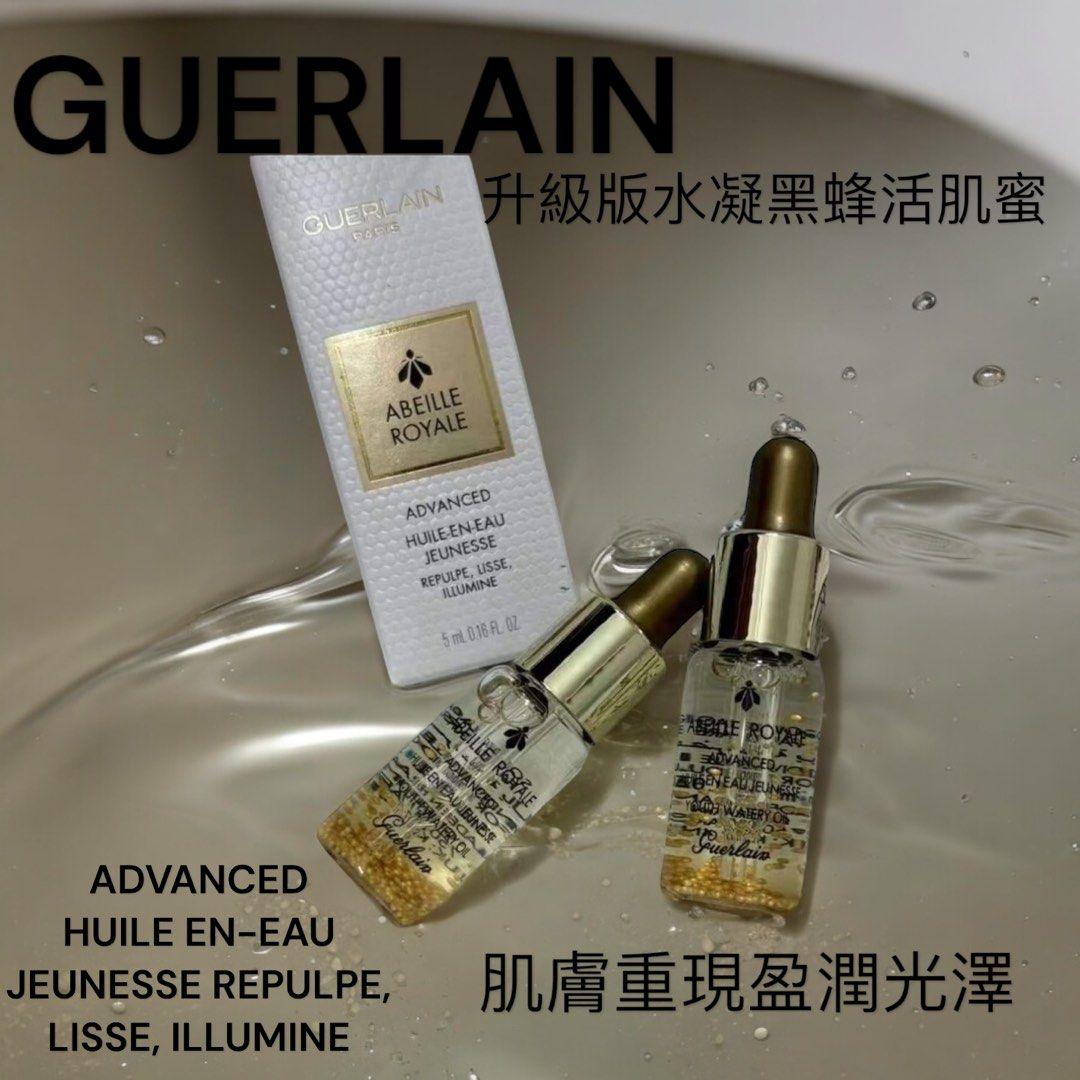 GUERLAIN
升級版水凝黑蜂活肌蜜
GUERLAIN
PARIS
ABEILLE
ROYALE
ADVANCED
HUILE-EN-EAU
JEUNESSE
REPULPE, LISSE,
ILLUMINE
5 mL 0.16 FL. OZ.
ABEILLE ROYALE
ADVANCED
HUILE EN EAU JEUNESSE
YOUTH WATERY OIL
Guerlain
ABEILLE ROYALE
ADVANCED
HUILE EN EAU JEUNESSE
YOUTH WATERY OIL
Guerlain
ADVANCED
HUILE EN-EAU
JEUNESSE REPULPE,
LISSE, ILLUMINE
肌膚重現盈潤光澤